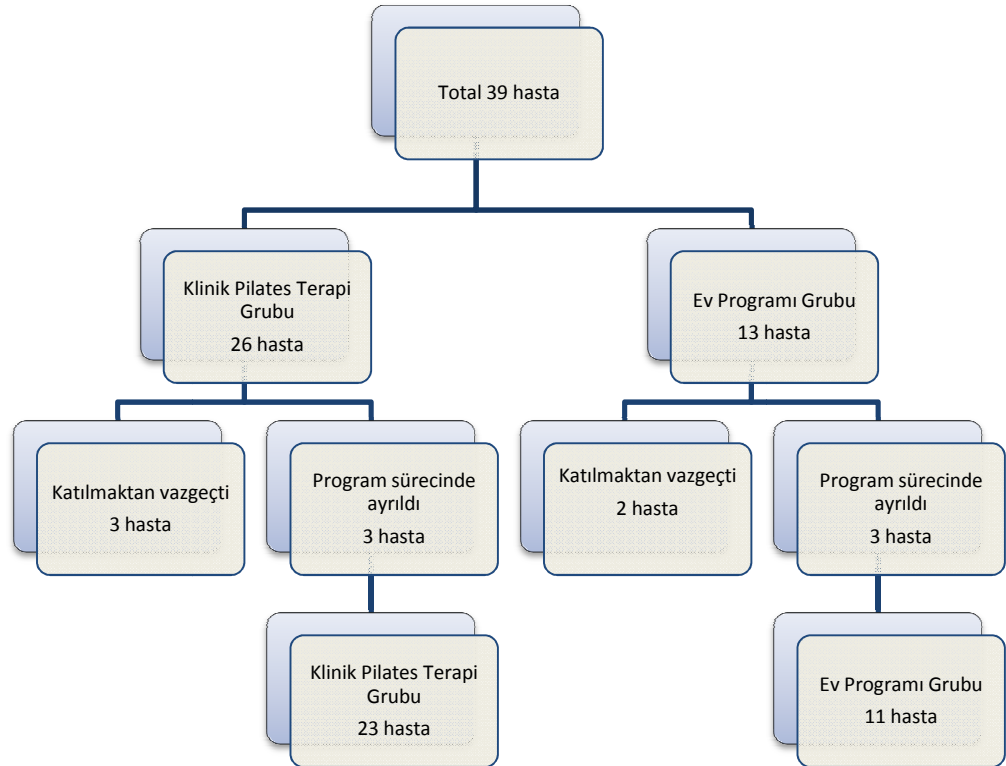 Total 39 hasta
Klinik Pilates Terapi
Grubu
26 hasta
Ev Programı Grubu
13 hasta
Katılmaktan vazgeçti
3 hasta
Program sürecinde
ayrıldı
3 hasta
Katılmaktan vazgeçti
2 hasta
Program sürecinde
ayrıldı
3 hasta
Klinik Pilates Terapi
Grubu
23 hasta
Ev Programı Grubu
11 hasta